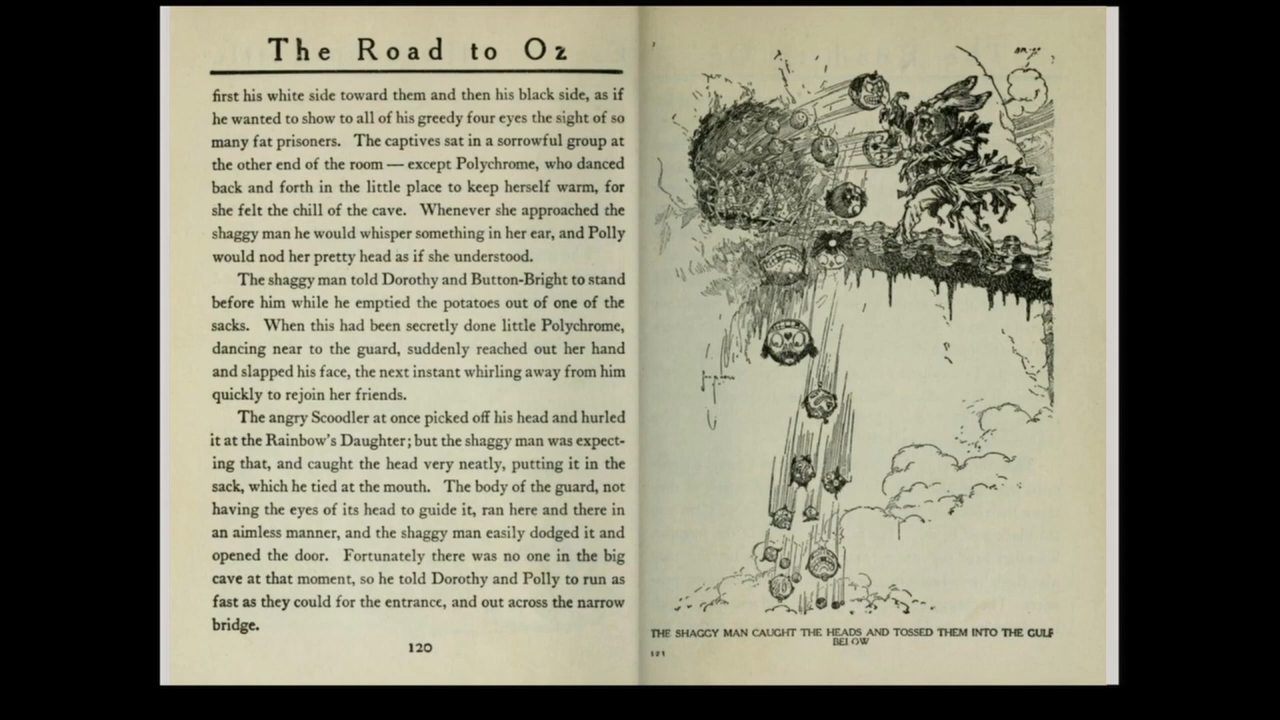 The Road to Oz
first his white side toward them and then his black side, as if
he wanted to show to all of his greedy four eyes the sight of so
many fat prisoners. The captives sat in a sorrowful group at
the other end of the room — except Polychrome, who danced
back and forth in the little place to keep herself warm, for
she felt the chill of the cave. Whenever she approached the
shaggy man he would whisper something in her ear, and Polly
would nod her pretty head as if she understood.
The shaggy man told Dorothy and Button-Bright to stand
before him while he emptied the potatoes out of one of the
sacks. When this had been secretly done little Polychrome,
dancing near to the guard, suddenly reached out her hand
and slapped his face, the next instant whirling away from him
quickly to rejoin her friends.
The angry Scoodler at once picked off his head and hurled
it at the Rainbow's Daughter; but the shaggy man was expect-
ing that, and caught the head very neatly, putting it in the
sack, which he tied at the mouth. The body of the guard, not
having the eyes of its head to guide it, ran here and there in
an aimless manner, and the shaggy man easily dodged it and
opened the door. Fortunately there was no one in the big
cave at that moment, so he told Dorothy and Polly to run as
fast as they could for the entrance, and out across the narrow
bridge.
120
THE SHAGGY MAN CAUGHT THE HEADS AND TOSSED THEM INTO THE GULF
BELOW
121